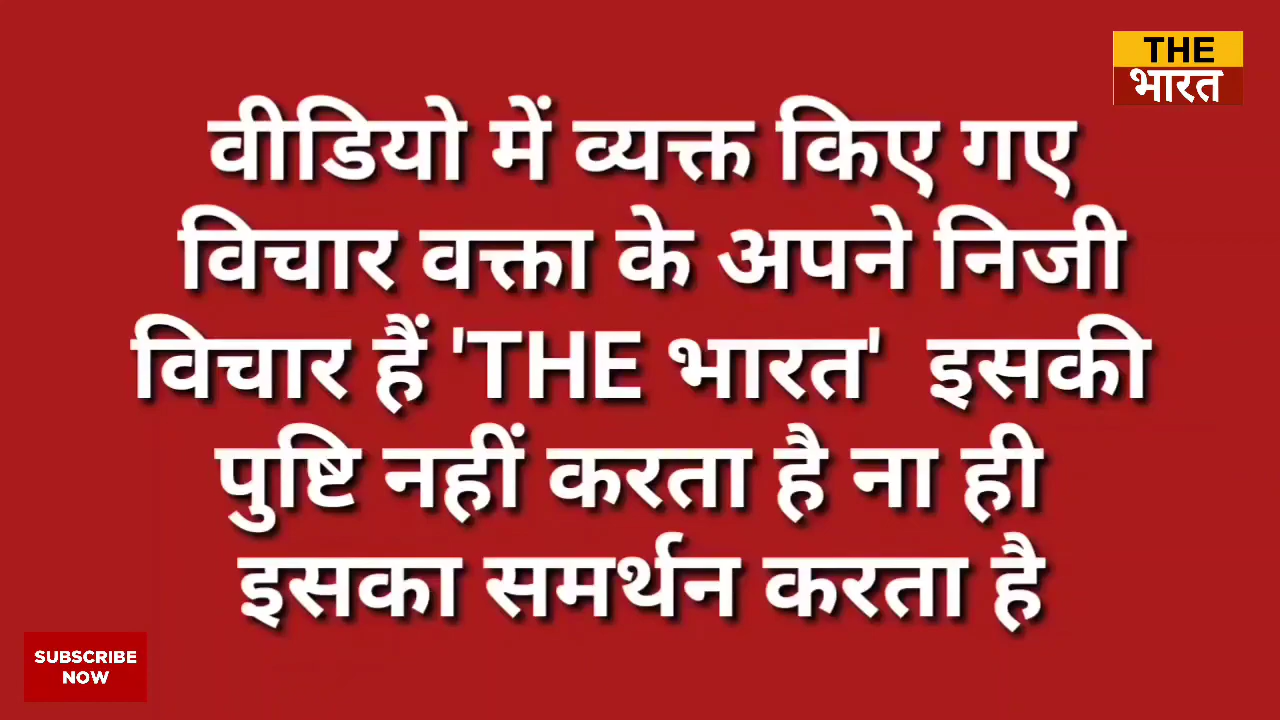 THE
भारत
वीडियो में व्यक्त किए गए
विचार वक्ता के अपने निजी
विचार हैं 'THE भारत' इसकी
पुष्टि नहीं करता है ना ही
इसका समर्थन करता है
SUBSCRIBE
NOW